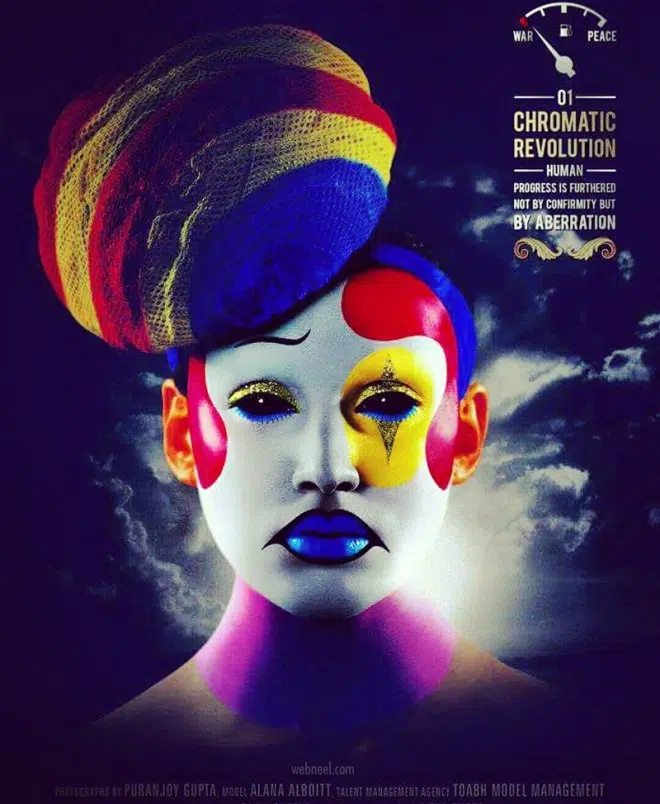 WAR PEACE
01
CHROMATIC
REVOLUTION
HUMAN
PROGRESS IS FURTHERED
NOT BY CONFIRMITY BUT
BY ABERRATION
webneel.com
PHOTOGRAPHS BY PURANJOY GUPTA, MODEL ALANA ALBOITT, TALENT MANAGEMENT AGENCY TOABH MODEL MANAGEMENT